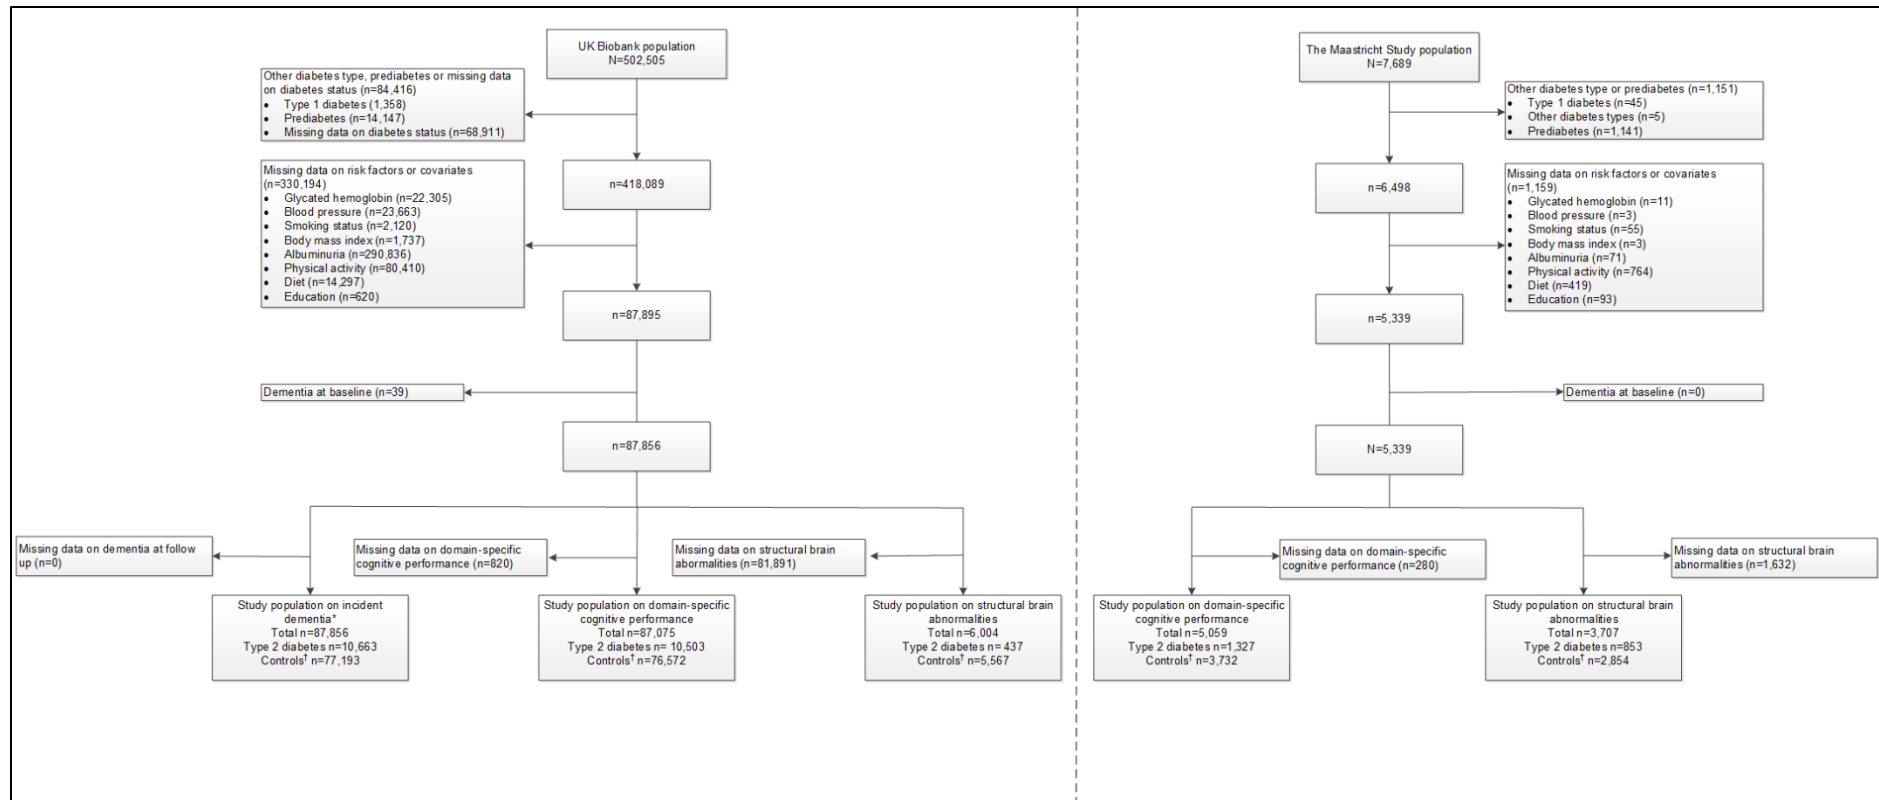 UK Biobank population
N=502,505
Other diabetes type, prediabetes or missing data
on diabetes status (n=84,416)
• Type 1 diabetes (1,358)
• Prediabetes (n=14,147)
• Missing data on diabetes status (n=68,911)
n=418,089
Missing data on risk factors or covariates
(n=330,194)
• Glycated hemoglobin (n=22,305)
• Blood pressure (n=23,663)
• Smoking status (n=2,120)
• Body mass index (n=1,737)
• Albuminuria (n=290,836)
• Physical activity (n=80,410)
• Diet (n=14,297)
• Education (n=620)
n=87,895
Dementia at baseline (n=39)
n=87,856
Missing data on dementia at follow
up (n=0)
Missing data on domain-specific
cognitive performance (n=820)
Missing data on structural brain
abormalities (n=81,891)
Study population on incident
dementia*
Total n=87,856
Type 2 diabetes n=10,663
Controls† n=77,193
Study population on domain-specific
cognitive performance
Total n=87,075
Type 2 diabetes n= 10,503
Controls† n=76,572
Study population on structural brain
abnormalities
Total n=6,004
Type 2 diabetes n= 437
Controls† n=5,567
The Maastricht Study population
N=7,689
Other diabetes type or prediabetes (n=1,151)
• Type 1 diabetes (n=45)
• Other diabetes types (n=5)
• Prediabetes (n=1,141)
n=6,498
Missing data on risk factors or covariates
(n=1,159)
• Glycated hemoglobin (n=11)
• Blood pressure (n=3)
• Smoking status (n=55)
• Body mass index (n=3)
• Albuminuria (n=71)
• Physical activity (n=764)
• Diet (n=419)
• Education (n=93)
n=5,339
Dementia at baseline (n=0)
N=5,339
Missing data on domain-specific
cognitive performance (n=280)
Missing data on structural brain
abnormalities (n=1,632)
Study population on domain-specific
cognitive performance
Total n=5,059
Type 2 diabetes n=1,327
Controls† n=3,732
Study population on structural brain
abnormalities
Total n=3,707
Type 2 diabetes n=853
Controls† n=2,854